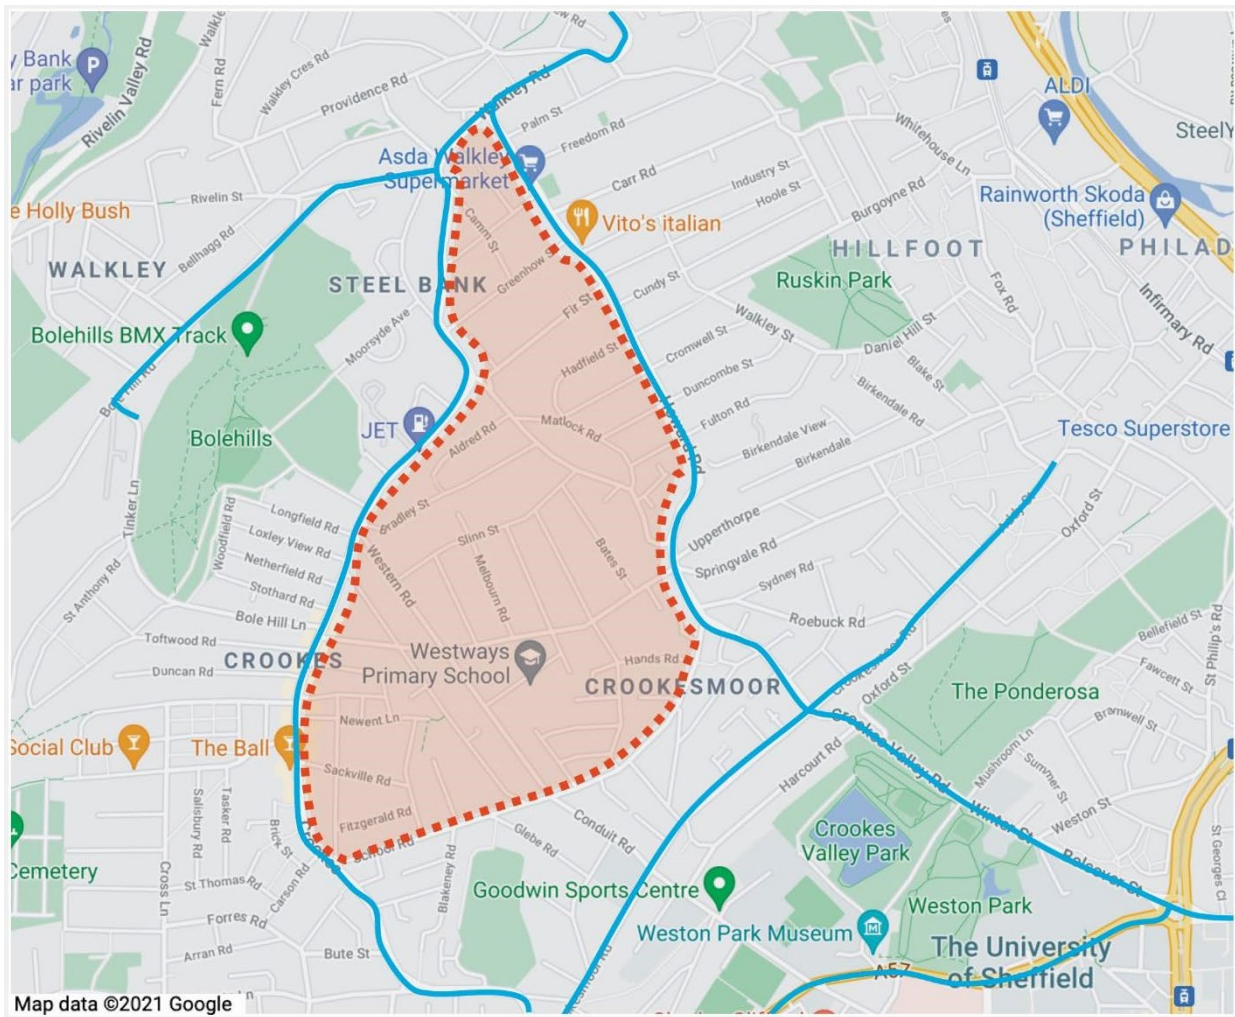 Walkley Cres Rd
Providence Rd
Fern Rd
Rivelin Valley Rd
y Bank
ar park
Walkley Rd
Palm St
Freedom Rd
ALDI
Whitehouse Ln
SteelY
Asda Walkley
Supermarket
Carr Rd
Industry St
Hoole St
Burgoyne Rd
Rainworth Skoda
(Sheffield)
Rivelin St
e Holly Bush
Bellhagg Rd
Camm St
Vito's italian
HILLFOOT
PHILAD
WALKLEY
STEEL BANK
Greenhow St
Cundy St
Fir St
Ruskin Park
Fox Rd
Infirmary Rd
Bolehills BMX Track
Moorsyde Ave
Walkley St
Cromwell St
Hadfield St
Daniel Hill St
Blake St
Duncombe St
Birkendale Rd
Bole Hill Rd
Howard Rd
Fulton Rd
JET
Bolehills
Aldred Rd
Matlock Rd
Birkendale View
Birkendale
Tesco Superstore
Tinker Ln
Woodfield Rd
Longfield Rd
Bradley St
Upperthorpe
Oxford St
Loxley View Rd
Slinn St
Bates St
Springvale Rd
Netherfield Rd
Western Rd
Melbourn Rd
Sydney Rd
St Anthony Rd
Stothard Rd
Bole Hill Ln
Roebuck Rd
Bellefield St
St Philip's Rd
Toftwood Rd
CROOKES
Duncan Rd
Westways
Primary School
Hands Rd
CROOKESMOOR
Crookesmoor Rd
Oxford St
The Ponderosa
Fawcett St
Bramwell St
Newent Ln
Crookes Valley Rd
Social Club
The Ball
Sackville Rd
Harcourt Rd
Mushroom Ln
Sumner St
Salisbury Rd
Tasker Rd
Winter St
Weston St
Fitzgerald Rd
School Rd
Crookes
Glebe Rd
Conduit Rd
Crookes
Valley Park
Bolsover St
St Georges Cl
Cemetery
Cross Ln
Brick St
Carson Rd
St Thomas Rd
Blakeney Rd
Goodwin Sports Centre
Weston Park
Forres Rd
Weston Park Museum
The University
of Sheffield
Arran Rd
Bute St
A57
Map data ©2021 Google